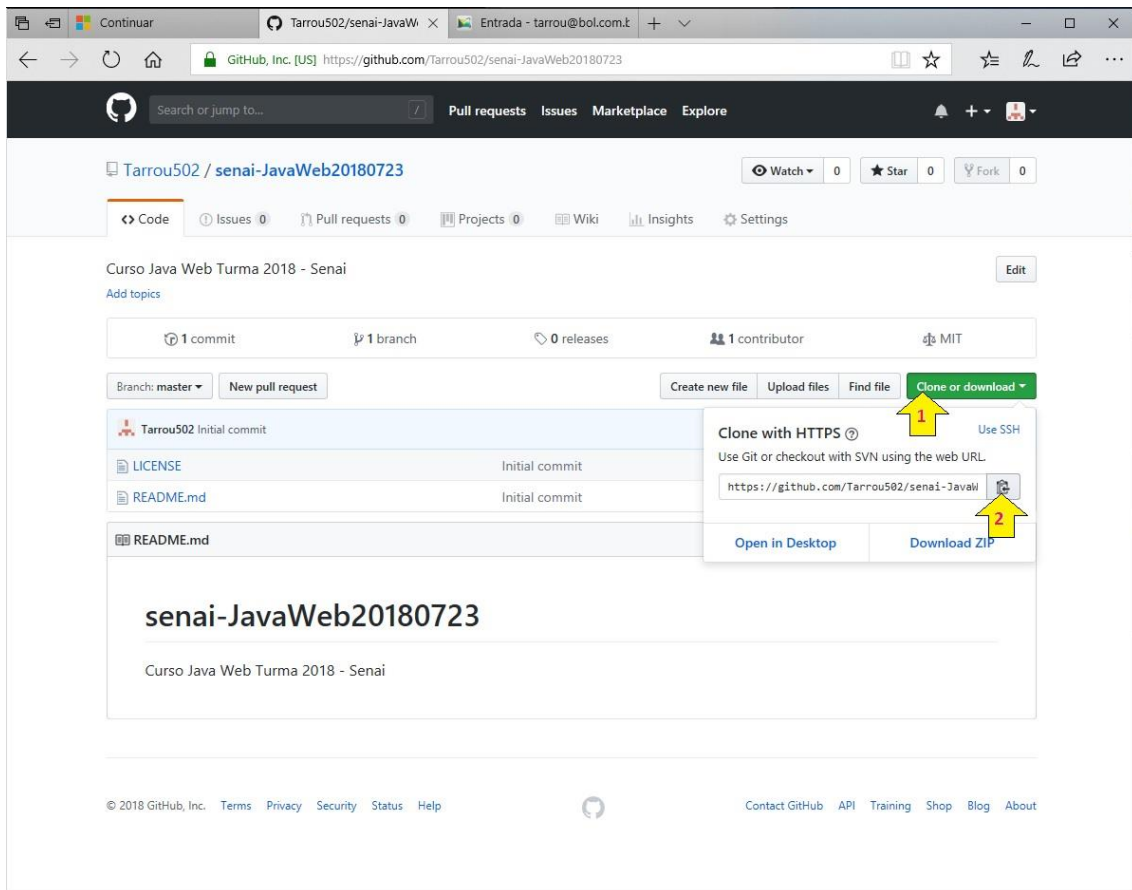 Continuar
Tarrou502/senai-JavaW
Entrada - tarrou@bol.com.b
GitHub, Inc. [US] https://github.com/Tarrou502/senai-JavaWeb20180723
Search or jump to... / Pull requests Issues Marketplace Explore
Tarrou502 / senai-JavaWeb20180723
Watch 0 Star 0 Fork 0
Code Issues 0 Pull requests 0 Projects 0 Wiki Insights Settings
Curso Java Web Turma 2018 - Senai
Edit
Add topics
1 commit 1 branch 0 releases 1 contributor MIT
Branch: master New pull request Create new file Upload files Find file Clone or download
1
Tarrou502 Initial commit
LICENSE Initial commit
README.md Initial commit
Clone with HTTPS ? Use SSH
Use Git or checkout with SVN using the web URL.
https://github.com/Tarrou502/senai-JavaW
2
Open in Desktop Download ZIP
README.md
senai-JavaWeb20180723
Curso Java Web Turma 2018 - Senai
© 2018 GitHub, Inc. Terms Privacy Security Status Help Contact GitHub API Training Shop Blog About